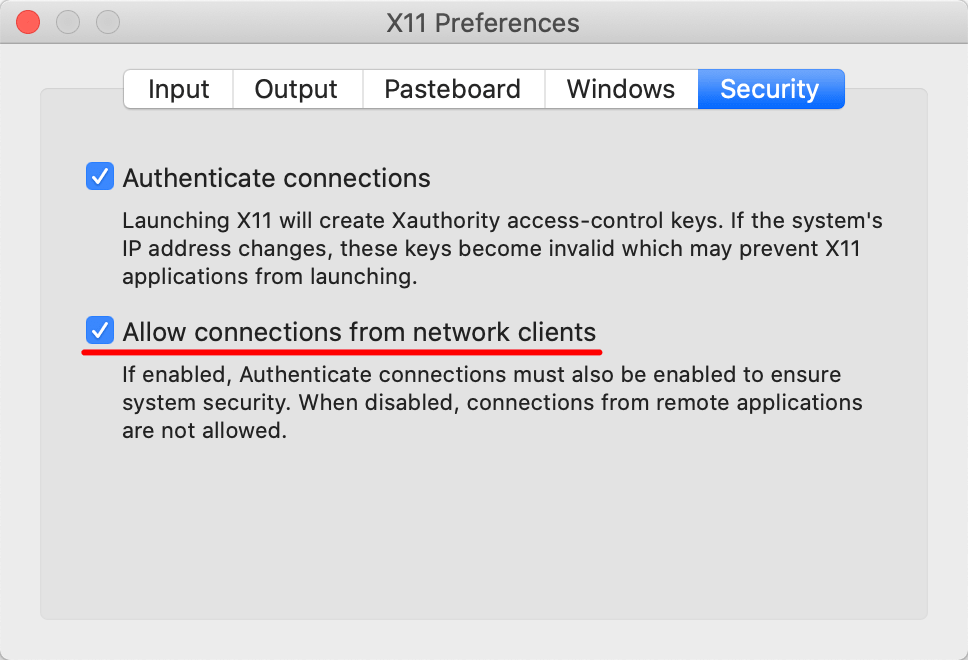 X11 Preferences
Input Output Pasteboard Windows Security
Authenticate connections
Launching X11 will create Xauthority access-control keys. If the system's
IP address changes, these keys become invalid which may prevent X11
applications from launching.
Allow connections from network clients
If enabled, Authenticate connections must also be enabled to ensure
system security. When disabled, connections from remote applications
are not allowed.